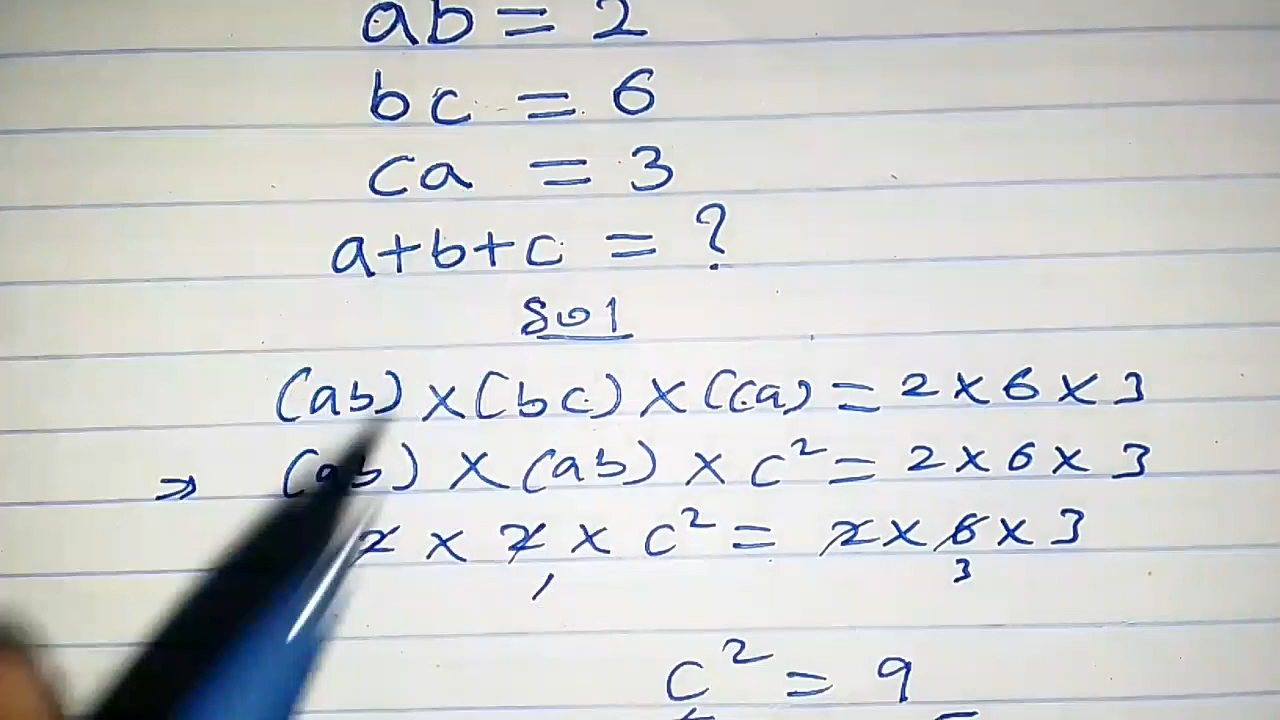 ab = 2
bc = 6
ca = 3
a+b+c = ?
Sol
(ab) × (bc) × (ca) = 2 × 6 × 3
⇒ (ab) × (ab) × c² = 2 × 6 × 3
2 × 2 × c² = 2 × 6 × 3
1 3
c² = 9